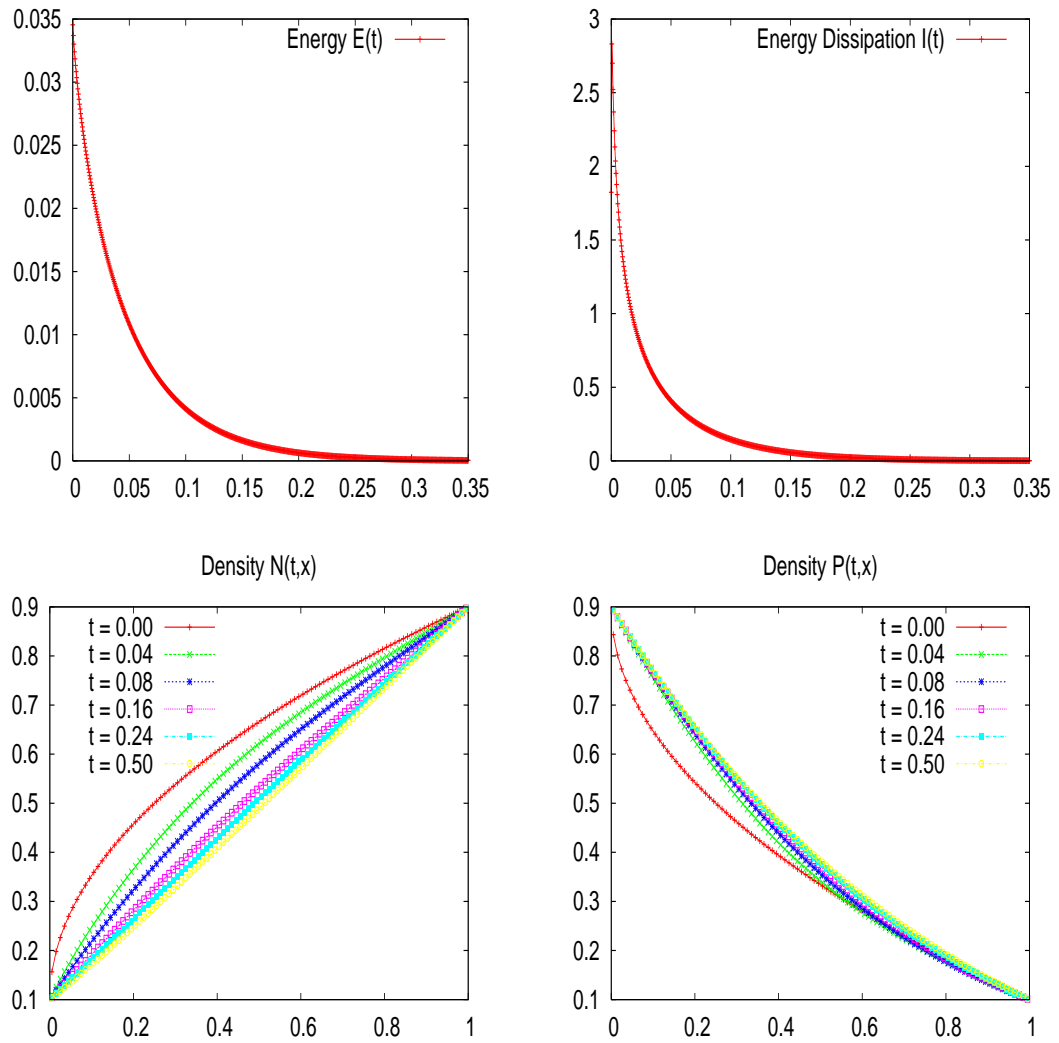 Energy E(t)
0.035
0.03
0.025
0.02
0.015
0.01
0.005
0
0 0.05 0.1 0.15 0.2 0.25 0.3 0.35
Energy Dissipation I(t)
3
2.5
2
1.5
1
0.5
0
0 0.05 0.1 0.15 0.2 0.25 0.3 0.35
Density N(t,x)
t = 0.00
t = 0.04
t = 0.08
t = 0.16
t = 0.24
t = 0.50
0.9
0.8
0.7
0.6
0.5
0.4
0.3
0.2
0.1
0 0.2 0.4 0.6 0.8 1
Density P(t,x)
t = 0.00
t = 0.04
t = 0.08
t = 0.16
t = 0.24
t = 0.50
0.9
0.8
0.7
0.6
0.5
0.4
0.3
0.2
0.1
0 0.2 0.4 0.6 0.8 1